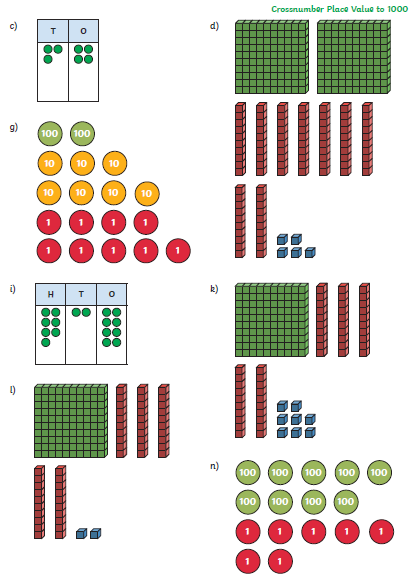 Crossnumber Place Value to 1000
c)
T O
d)
g)
100 100
10 10 10
10 10 10 10
1 1 1 1
1 1 1 1 1
i)
H T O
k)
l)
n)
100 100 100 100 100
100 100 100 100
1 1 1 1 1
1 1